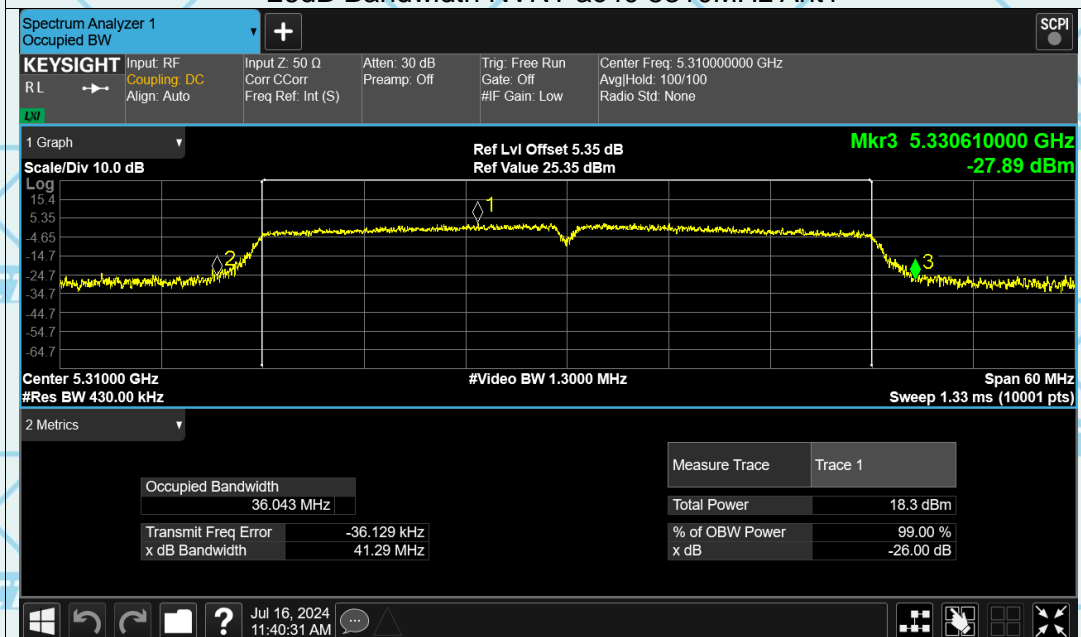 Spectrum Analyzer 1
Occupied BW
+
SCPI
KEYSIGHT
RL
LXI
Input: RF
Coupling: DC
Align: Auto
Input Z: 50 Ω
Corr CCorr
Freq Ref: Int (S)
Atten: 30 dB
Preamp: Off
Trig: Free Run
Gate: Off
#IF Gain: Low
Center Freq: 5.310000000 GHz
Avg|Hold: 100/100
Radio Std: None
1 Graph
Scale/Div 10.0 dB
Ref Lvl Offset 5.35 dB
Ref Value 25.35 dBm
Mkr3 5.330610000 GHz
-27.89 dBm
Log
15.4
5.35
-4.65
-14.7
-24.7
-34.7
-44.7
-54.7
-64.7
1
2
3
Center 5.31000 GHz
#Res BW 430.00 kHz
#Video BW 1.3000 MHz
Span 60 MHz
Sweep 1.33 ms (10001 pts)
2 Metrics
Occupied Bandwidth
36.043 MHz
Transmit Freq Error -36.129 kHz
x dB Bandwidth 41.29 MHz
Measure Trace Trace 1
Total Power 18.3 dBm
% of OBW Power 99.00 %
x dB -26.00 dB
?
Jul 16, 2024
11:40:31 AM